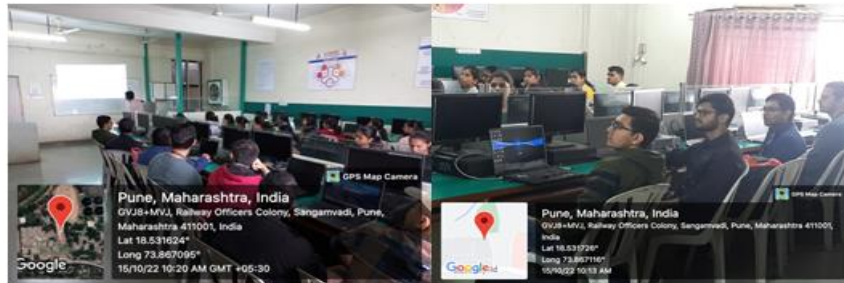 GPS Map Camera
Pune, Maharashtra, India
GVJ8+MVJ, Railway Officers Colony, Sangamvadi, Pune,
Maharashtra 411001, India
Lat 18.531624°
Long 73.867095°
15/10/22 10:20 AM GMT +05:30
Google
GPS Map Camera
Pune, Maharashtra, India
GVJ8+MVJ, Railway Officers Colony, Sangamvadi, Pune, Maharashtra 411001,
India
Lat 18.531726°
Long 73.867116°
15/10/22 10:13 AM
Google